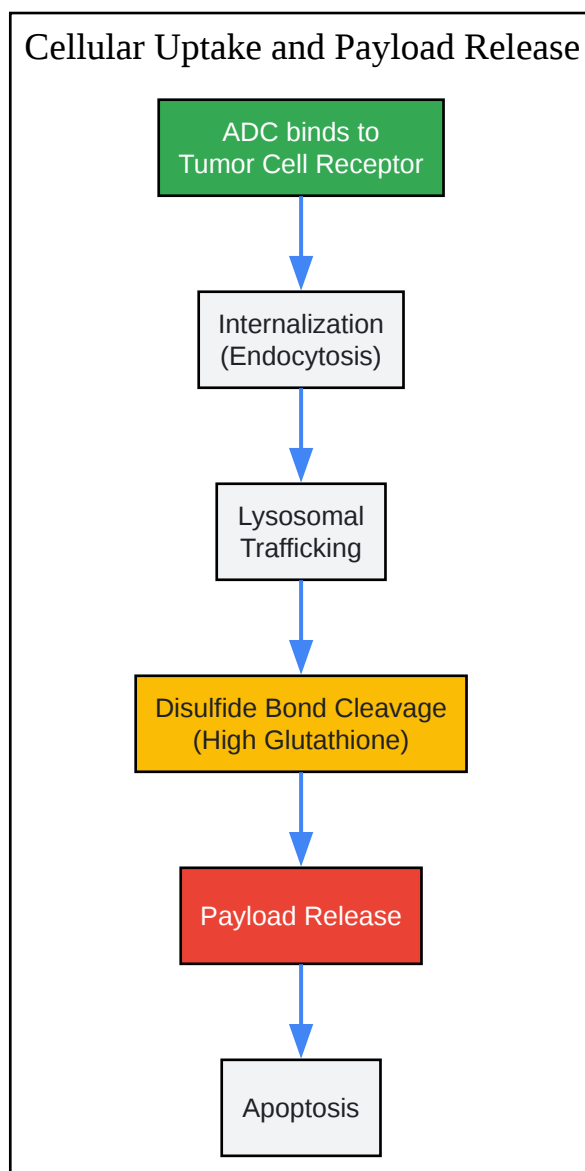 Cellular Uptake and Payload Release
ADC binds to
Tumor Cell Receptor
Internalization
(Endocytosis)
Lysosomal
Trafficking
Disulfide Bond Cleavage
(High Glutathione)
Payload Release
Apoptosis